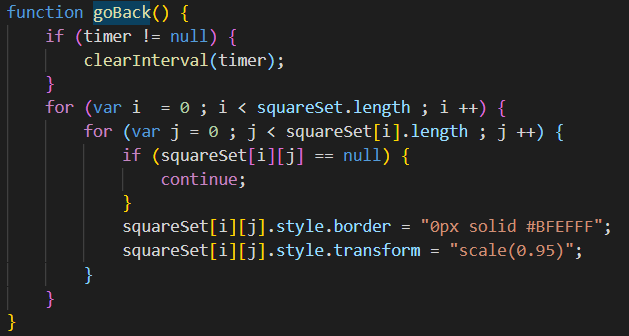 function goBack() {
    if (timer != null) {
        clearInterval(timer);
    }
    for (var i  = 0 ; i < squareSet.length ; i ++) {
        for (var j = 0 ; j < squareSet[i].length ; j ++) {
            if (squareSet[i][j] == null) {
                continue;
            }
            squareSet[i][j].style.border = "0px solid #BFEFFF";
            squareSet[i][j].style.transform = "scale(0.95)";
        }
    }
}